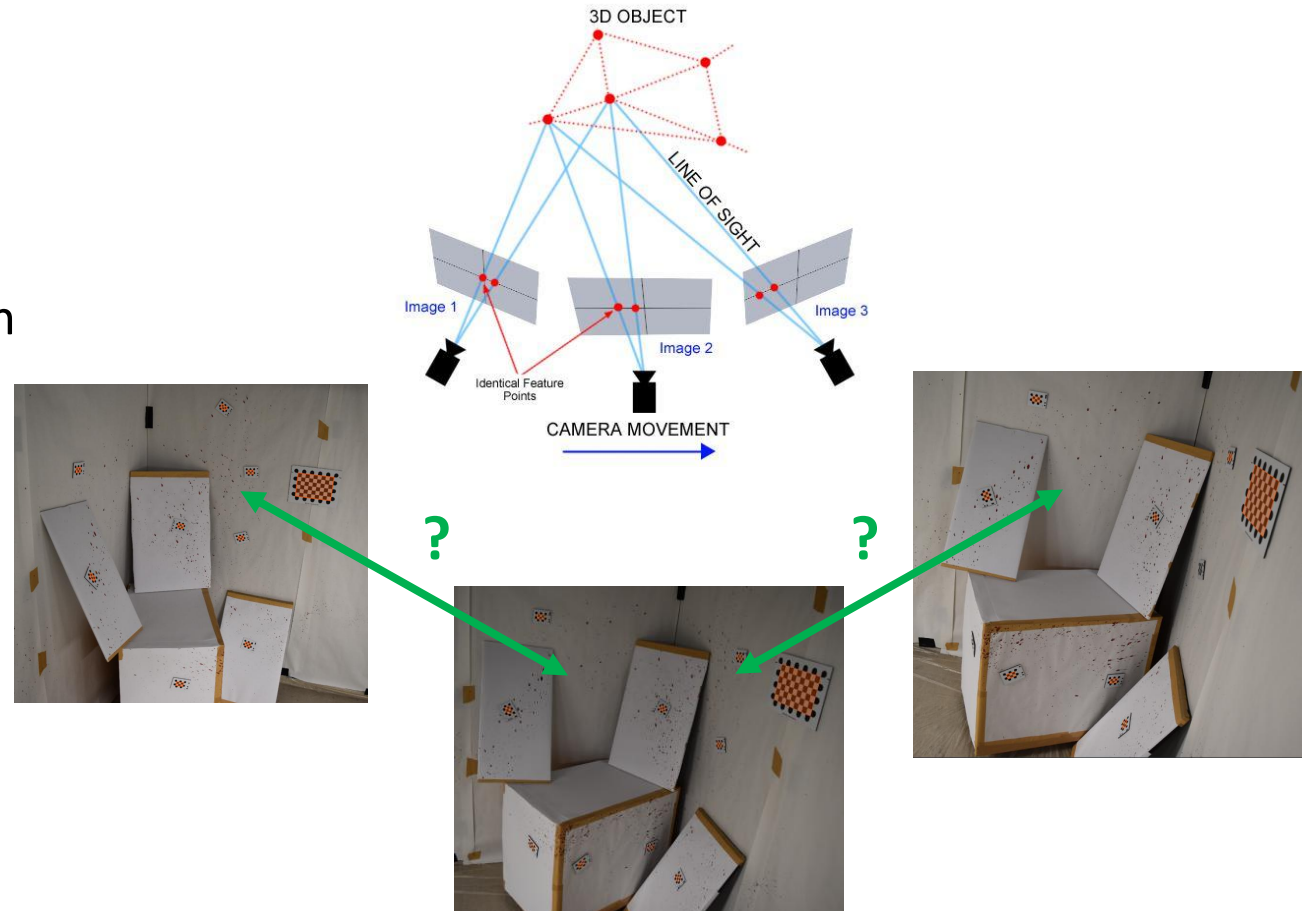 3D OBJECT
LINE OF SIGHT
n
Image 1
Image 3
Image 2
Identical Feature
Points
CAMERA MOVEMENT
?
?